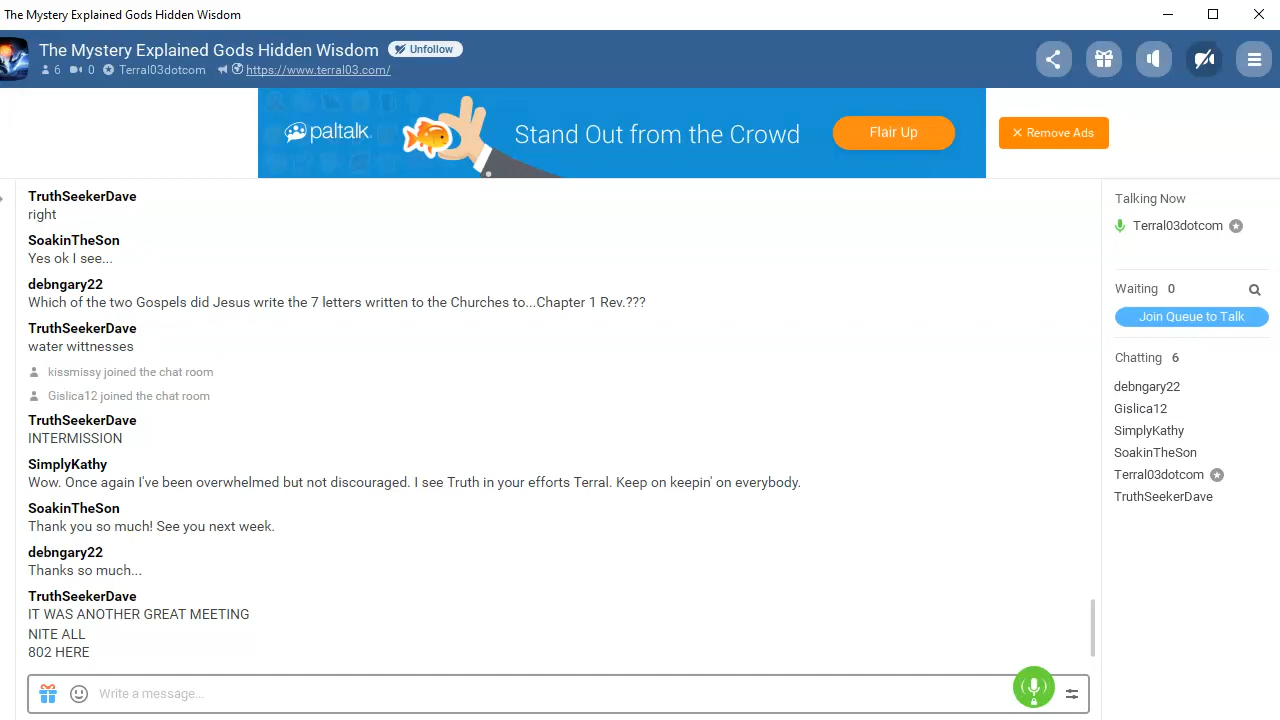 The Mystery Explained Gods Hidden Wisdom
The Mystery Explained Gods Hidden Wisdom
Unfollow
6 0 Terral03dotcom https://www.terral03.com/
paltalk
Stand Out from the Crowd
Flair Up
Remove Ads
TruthSeekerDave
right
SoakinTheSon
Yes ok I see...
debngary22
Which of the two Gospels did Jesus write the 7 letters written to the Churches to...Chapter 1 Rev.???
TruthSeekerDave
water wittnesses
kissmissy joined the chat room
Gislica12 joined the chat room
TruthSeekerDave
INTERMISSION
SimplyKathy
Wow. Once again I've been overwhelmed but not discouraged. I see Truth in your efforts Terral. Keep on keepin' on everybody.
SoakinTheSon
Thank you so much! See you next week.
debngary22
Thanks so much...
TruthSeekerDave
IT WAS ANOTHER GREAT MEETING
NITE ALL
802 HERE
Write a message...
Talking Now
Terral03dotcom
Waiting 0
Join Queue to Talk
Chatting 6
debngary22
Gislica12
SimplyKathy
SoakinTheSon
Terral03dotcom
TruthSeekerDave